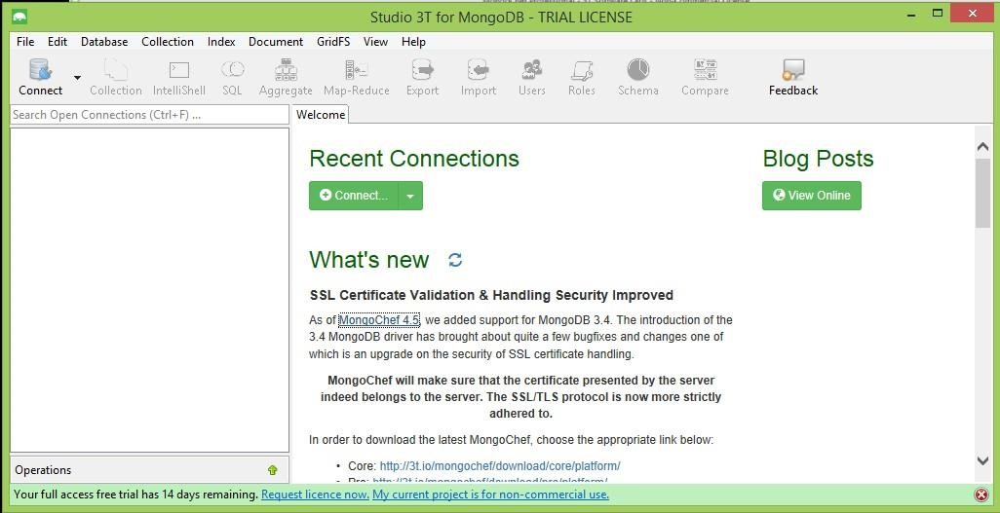 Studio 3T for MongoDB - TRIAL LICENSE
File Edit Database Collection Index Document GridFS View Help
Connect Collection IntelliShell SQL Aggregate Map-Reduce Export Import Users Roles Schema Compare Feedback
Search Open Connections (Ctrl+F) ...
Welcome
Recent Connections
Connect...
Blog Posts
View Online
What's new
SSL Certificate Validation & Handling Security Improved
As of MongoChef 4.5, we added support for MongoDB 3.4. The introduction of the
3.4 MongoDB driver has brought about quite a few bugfixes and changes one of
which is an upgrade on the security of SSL certificate handling.
MongoChef will make sure that the certificate presented by the server
indeed belongs to the server. The SSL/TLS protocol is now more strictly
adhered to.
In order to download the latest MongoChef, choose the appropriate link below:
• Core: http://3t.io/mongochef/download/core/platform/
• Pro: http://3t.io/mongochef/download/pro/platform/
Operations
Your full access free trial has 14 days remaining. Request licence now. My current project is for non-commercial use.